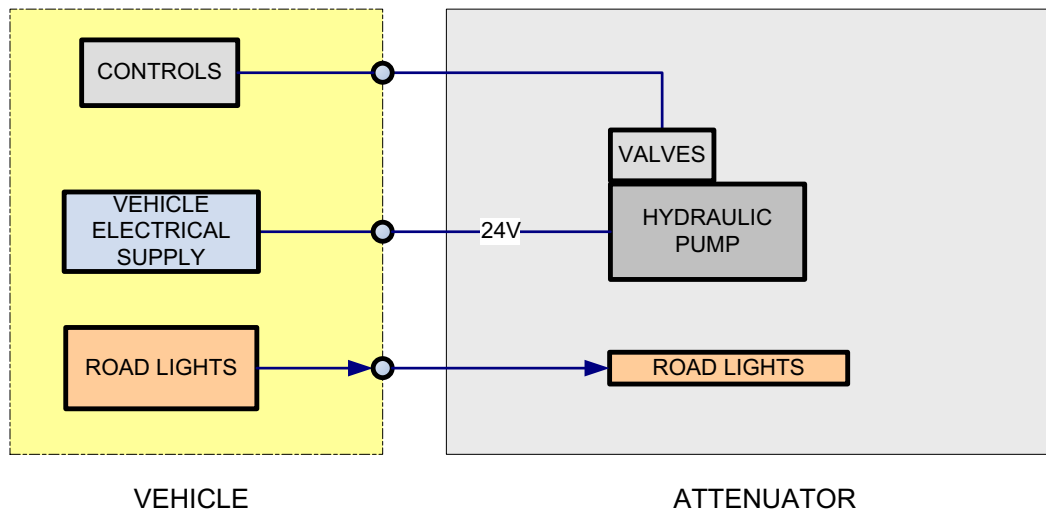 CONTROLS
VALVES
VEHICLE
ELECTRICAL
SUPPLY
24V
HYDRAULIC
PUMP
ROAD LIGHTS
ROAD LIGHTS
VEHICLE
ATTENUATOR